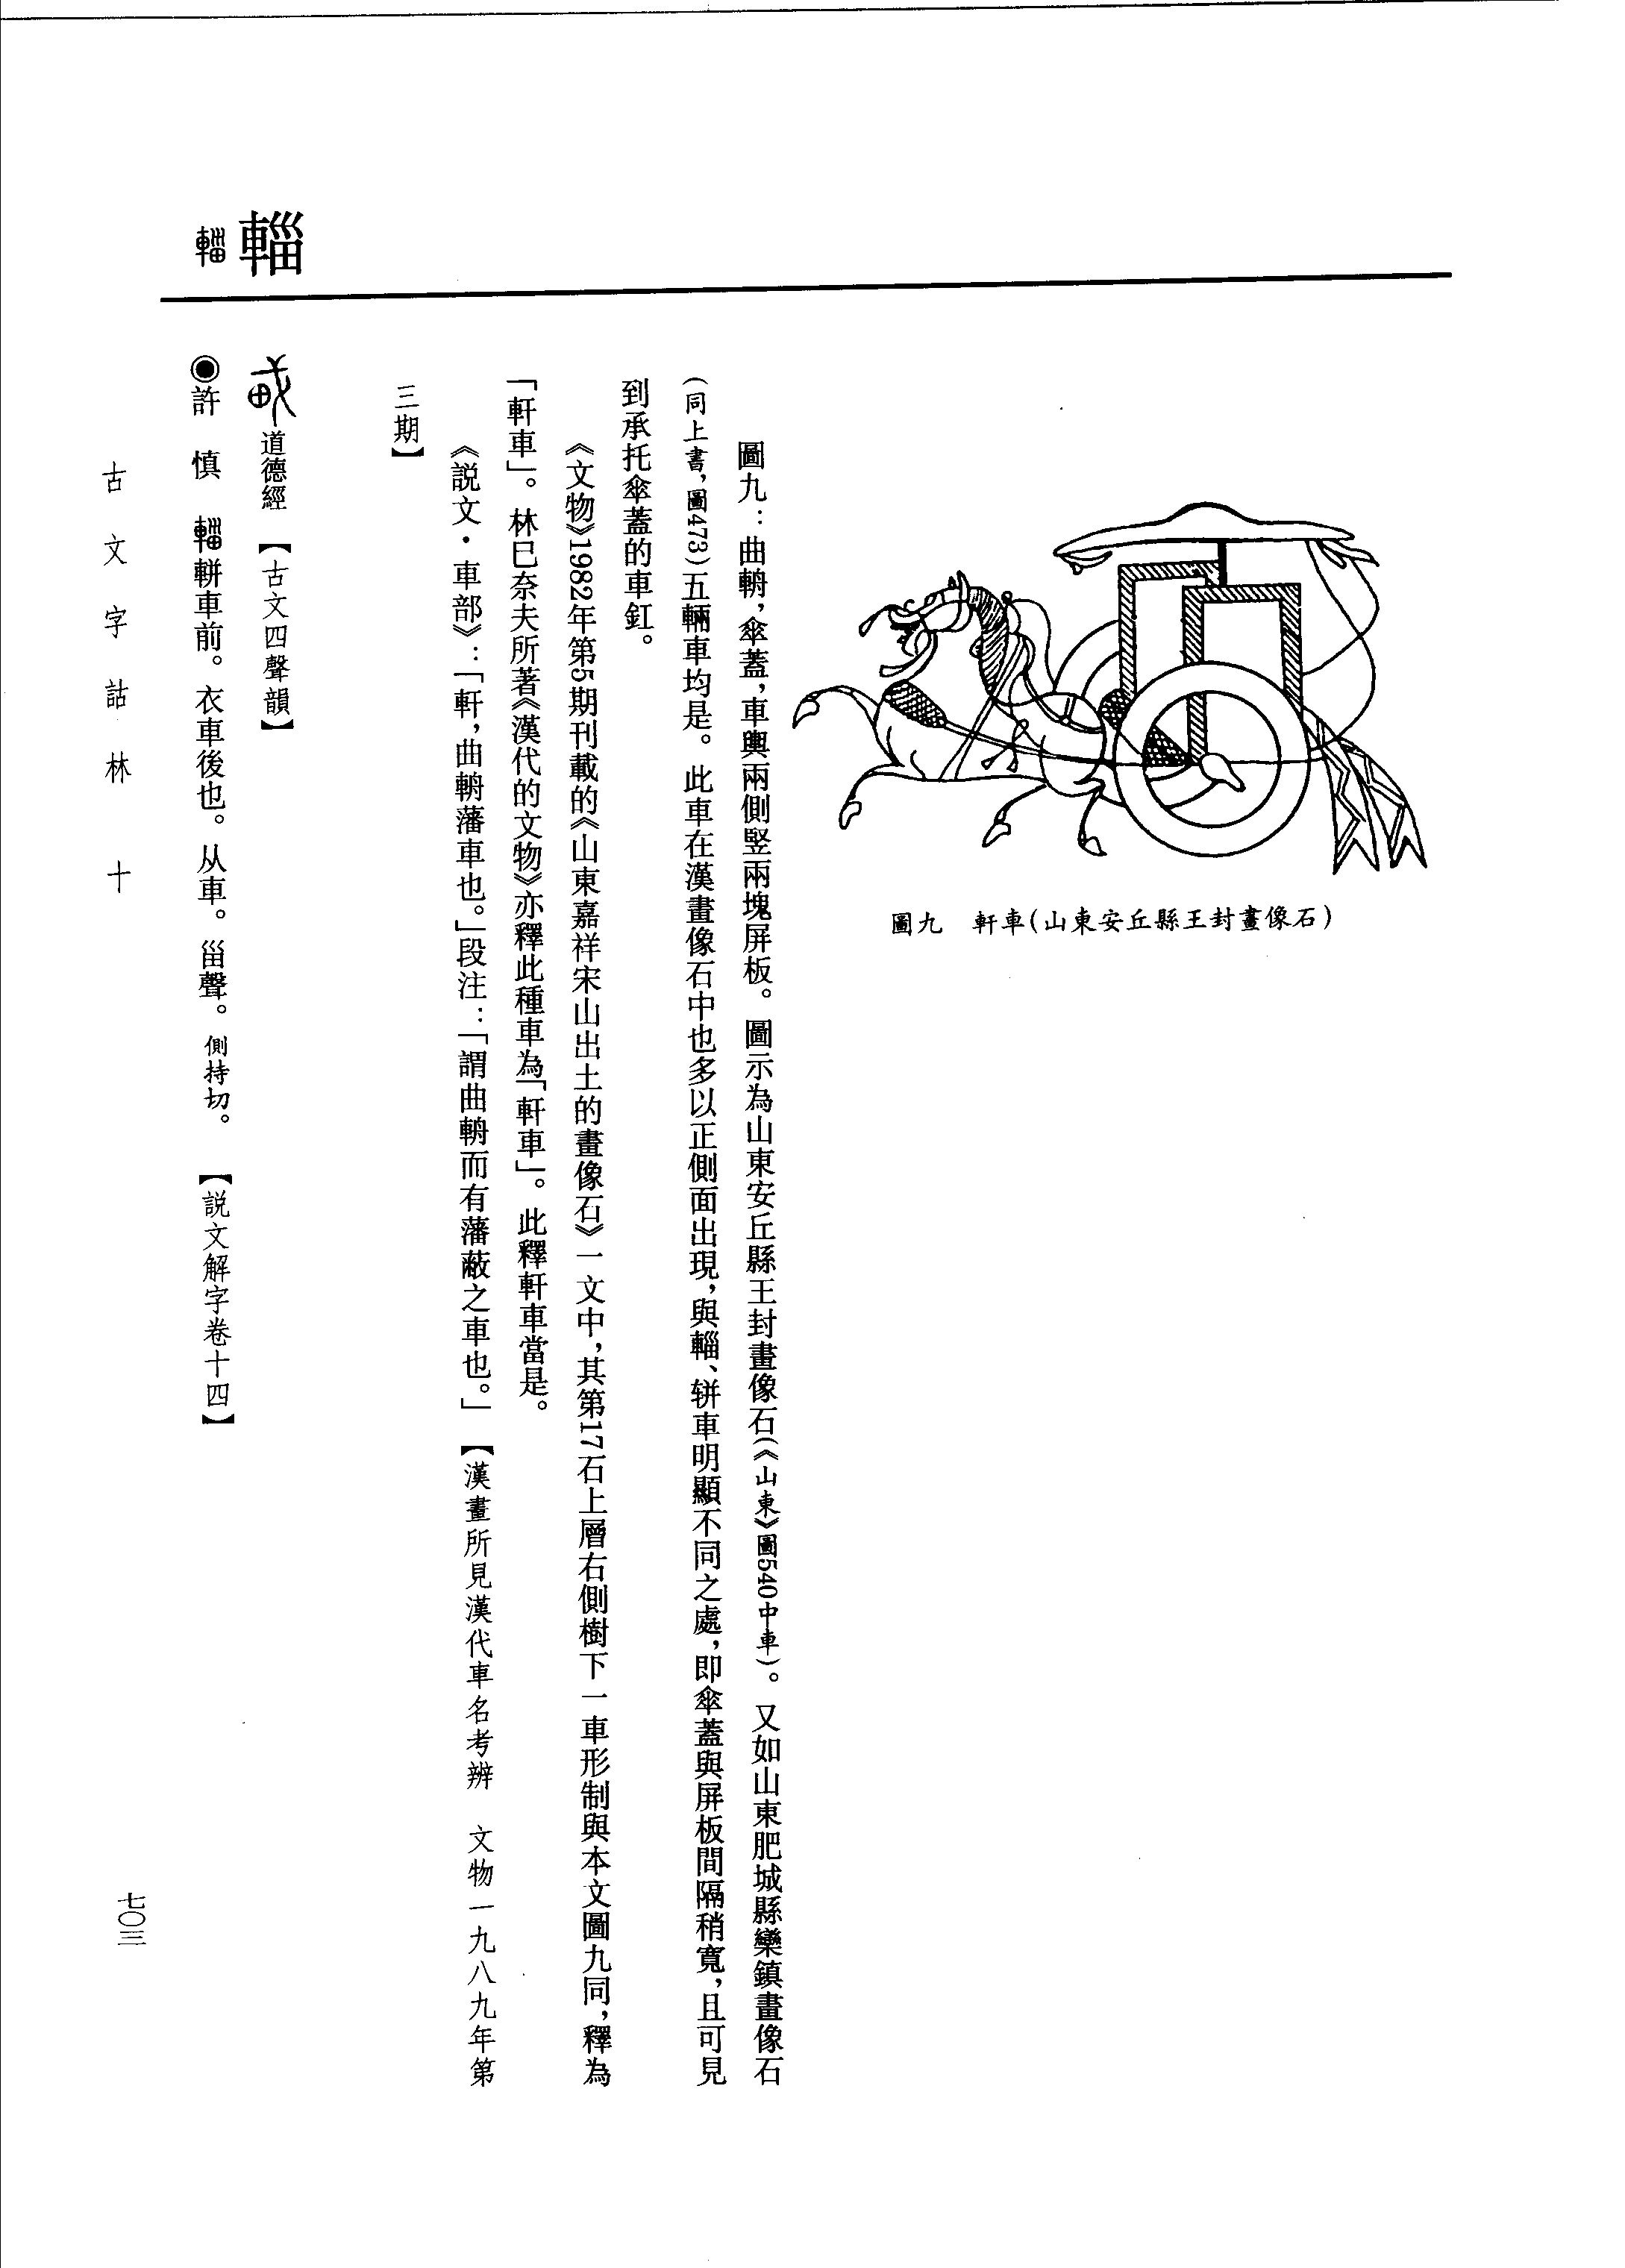 圖九　軒車(山東安丘縣王封畫像石)
圖九：曲輈，傘蓋，車輿兩側竪兩塊屏板。圖示為山東安丘縣王封畫像石(《山東》圖540中車)。又如山東肥城縣欒鎮畫像石
(同上書，圖473)五輛車均是。此車在漢畫像石中也多以正側面出現，與輜、軿車明顯不同之處，即傘蓋與屏板間隔稍寬，且可見
到承托傘蓋的車釭。
《文物》1982年第5期刊載的《山東嘉祥宋山出土的畫像石》一文中，其第17石上層右側樹下一車形制與本文圖九同，釋為
「軒車」。林巳奈夫所著《漢代的文物》亦釋此種車為「軒車」。此釋軒車當是。
《説文·車部》：「軒，曲輈藩車也。」段注：「謂曲輈而有藩蔽之車也。」　【漢畫所見漢代車名考辨　文物一九八九年第
三期】
輜
輜
道德經　【古文四聲韻】
◉許　慎　輜軿車前。衣車後也。从車。甾聲。側持切。　【説文解字卷十四】
古文字詁林　十
七〇三